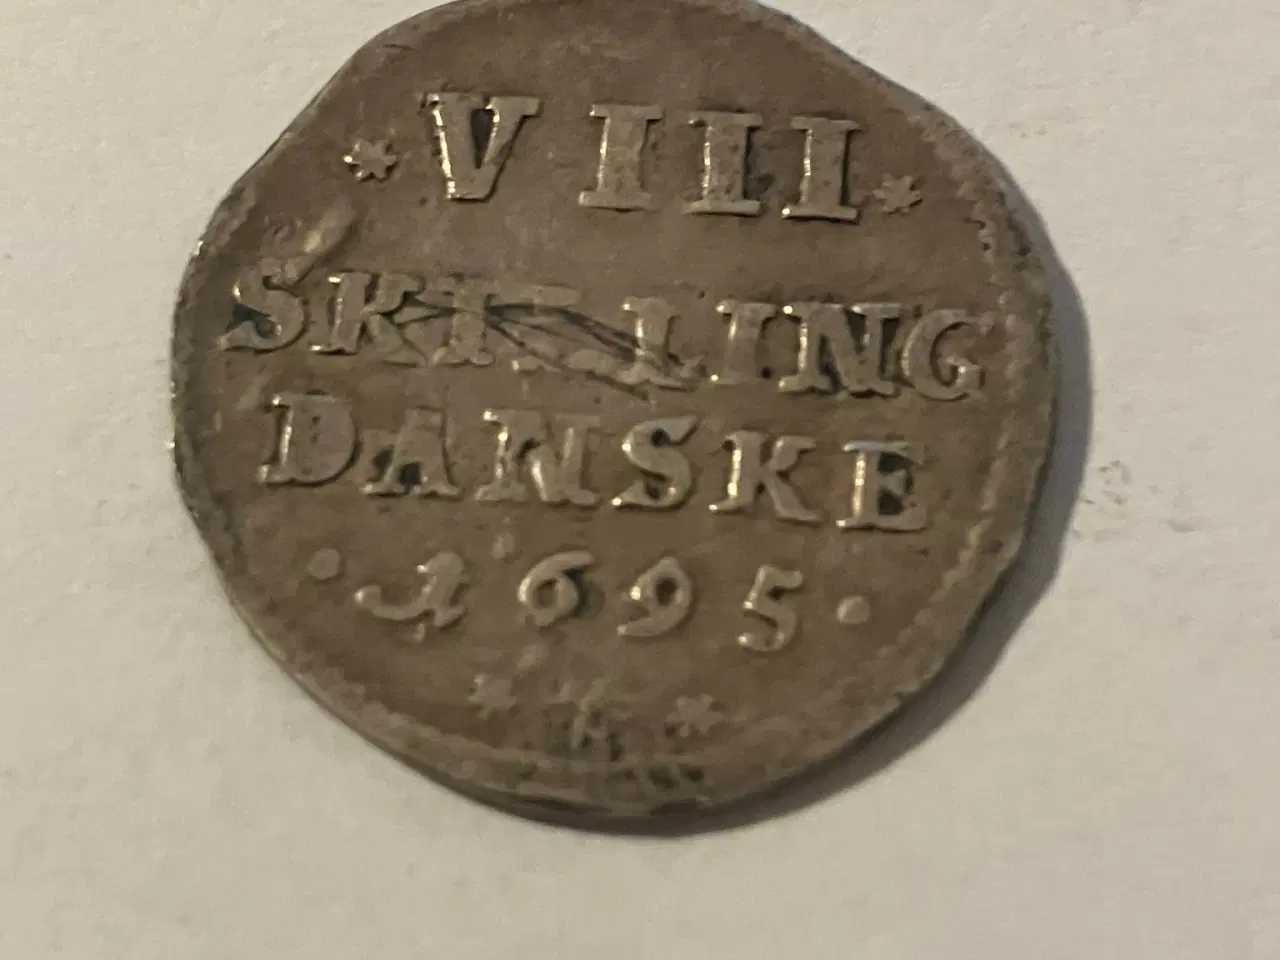 * VIII *
SKILLING
DANSKE
· 1695 ·